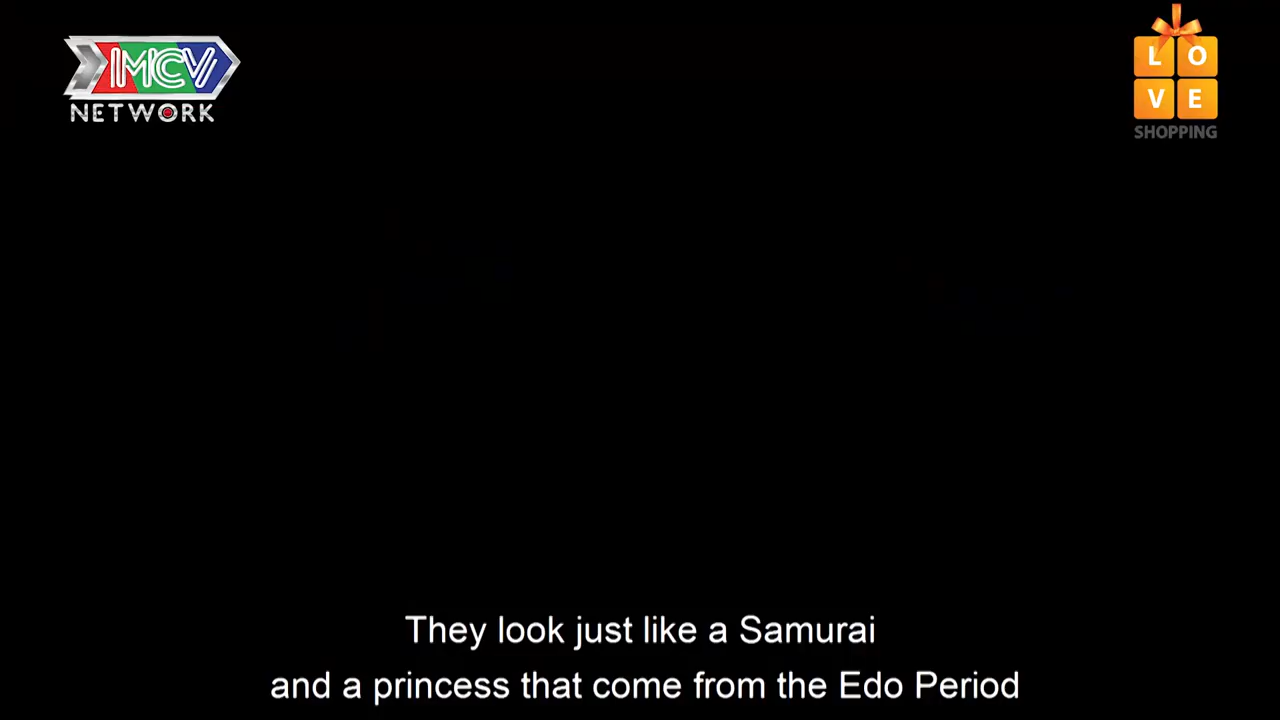 MCV
NETWORK
L O
V E
SHOPPING
They look just like a Samurai
and a princess that come from the Edo Period